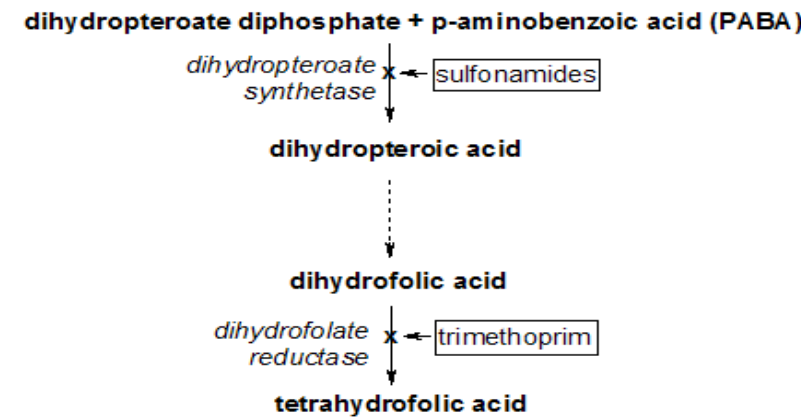 dihydropteroate diphosphate + p-aminobenzoic acid (PABA)
dihydropteroate
synthetase
x
sulfonamides
dihydropteroic acid
dihydrofolic acid
dihydrofolate
reductase
x
trimethoprim
tetrahydrofolic acid